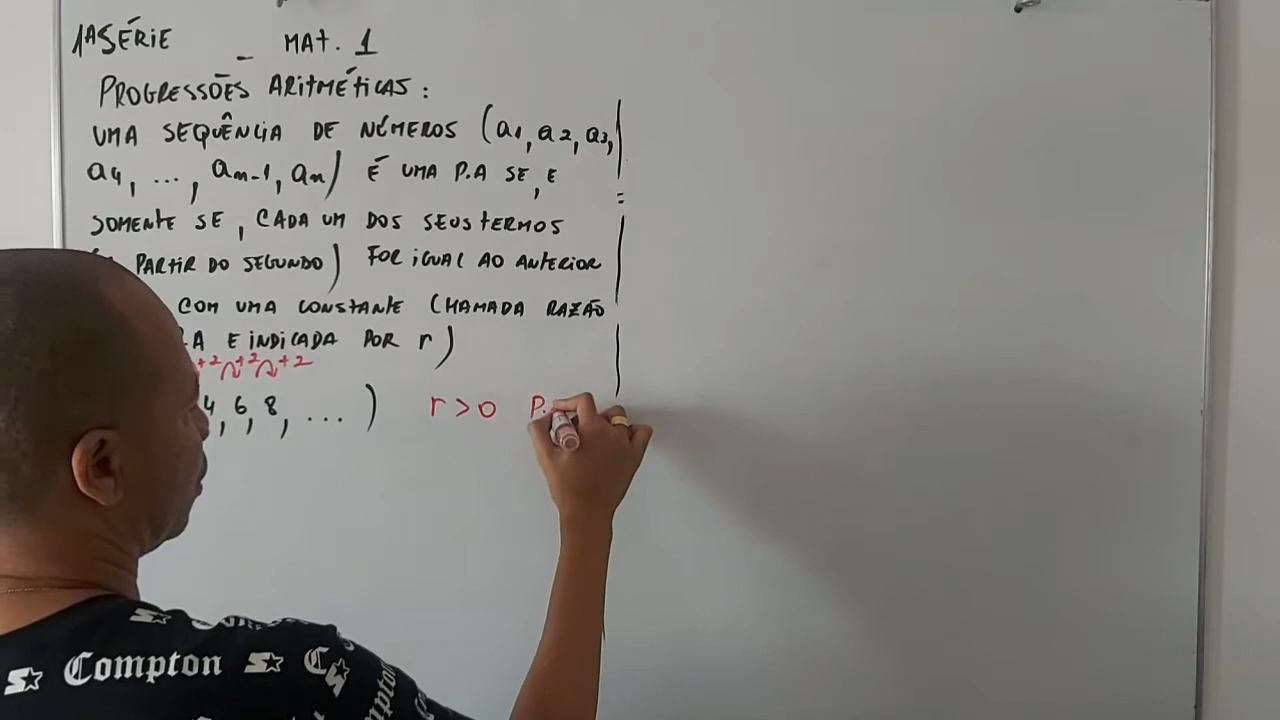 1ª SÉRIE - MAT. 1
PROGRESSÕES ARITMÉTICAS:
UMA SEQUÊNCIA DE NÚMEROS (a1, a2, a3,
a4, ..., an-1, an) É UMA P.A SE, E
SOMENTE SE, CADA UM DOS SEUS TERMOS
PARTIR DO SEGUNDO) FOR IGUAL AO ANTERIOR
COM UMA CONSTANTE (CHAMADA RAZÃO
A E INDICADA POR r)
+2 +2 +2
4, 6, 8, ...) r>0 P.
Compton